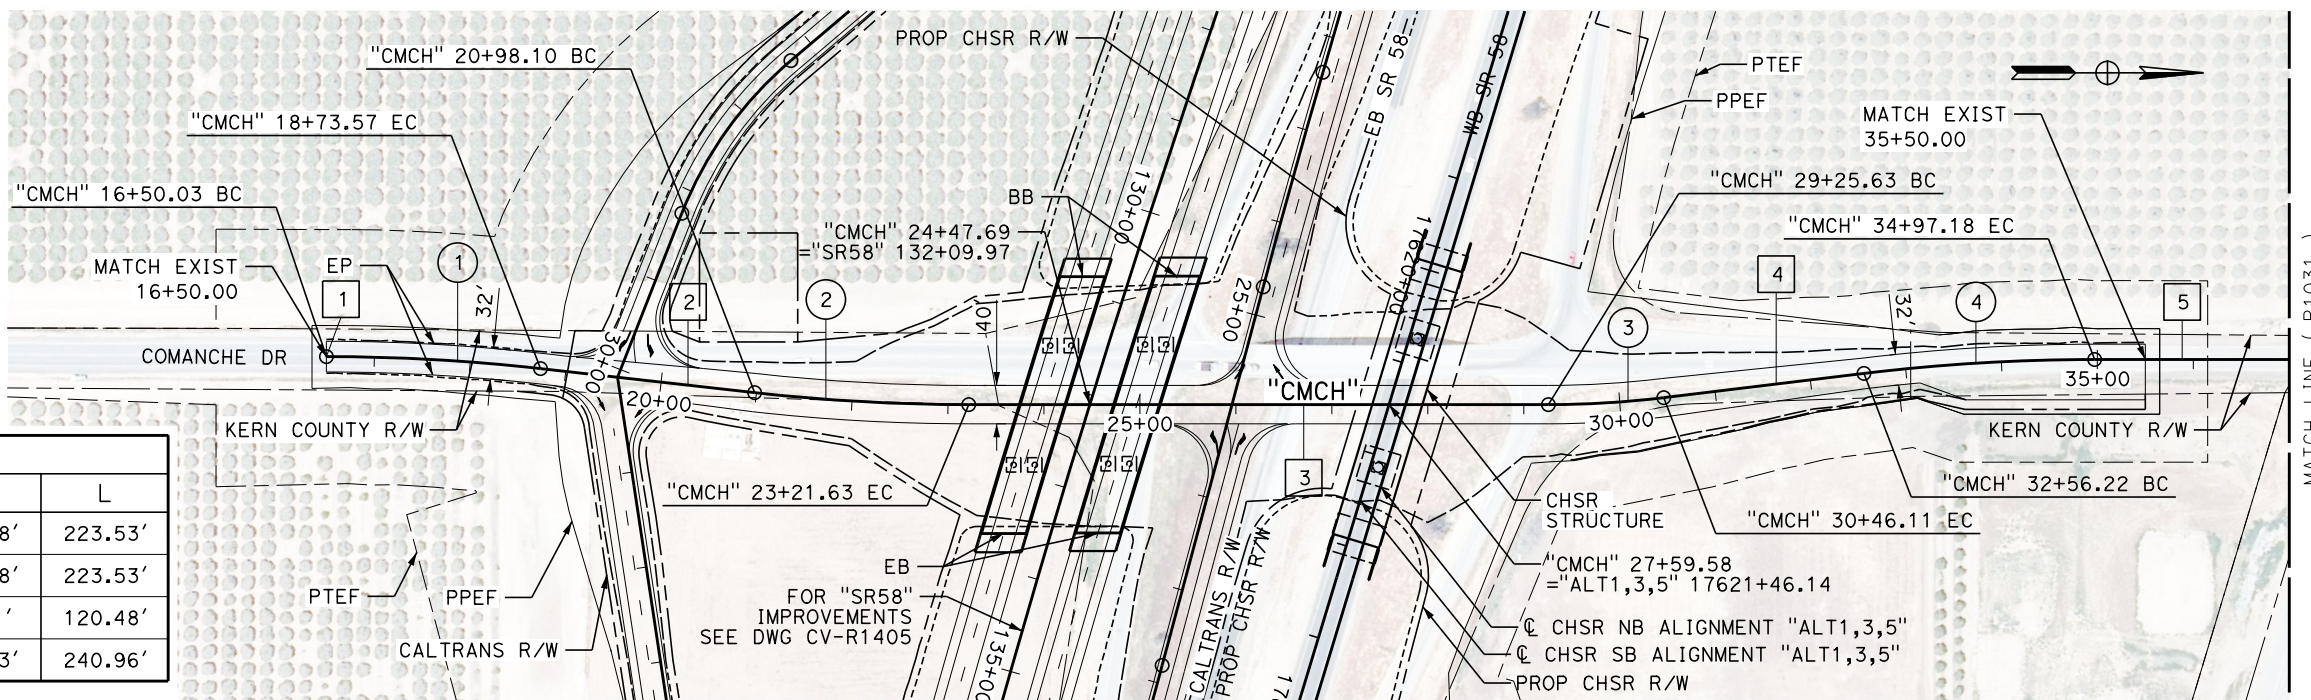 "CMCH" 20+98.10 BC
PROP CHSR R/W
EB SR 58
WB SR 58
PTEF
PPEF
MATCH EXIST
35+50.00
"CMCH" 18+73.57 EC
"CMCH" 29+25.63 BC
"CMCH" 16+50.03 BC
BB
130+00
"CMCH" 24+47.69
="SR58" 132+09.97
"CMCH" 34+97.18 EC
MATCH EXIST
16+50.00
EP
1
1
32'
2
2
40'
25+00
17620+00
3
4
32'
4
5
COMANCHE DR
30+00
20+00
"CMCH"
25+00
30+00
35+00
KERN COUNTY R/W
KERN COUNTY R/W
MATCH LINE ( R1031 )
"CMCH" 23+21.63 EC
3
CHSR
STRUCTURE
"CMCH" 32+56.22 BC
"CMCH" 30+46.11 EC
L
8' 223.53'
8' 223.53'
' 120.48'
3' 240.96'
PTEF
PPEF
CALTRANS R/W
EB
FOR "SR58"
IMPROVEMENTS
SEE DWG CV-R1405
135+00
CALTRANS R/W
PROP CHSR R/W
"CMCH" 27+59.58
="ALT1,3,5" 17621+46.14
℄ CHSR NB ALIGNMENT "ALT1,3,5"
℄ CHSR SB ALIGNMENT "ALT1,3,5"
PROP CHSR R/W